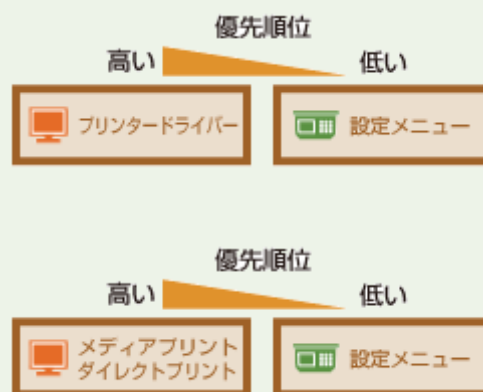 優先順位
高い 低い
プリンタードライバー 設定メニュー
優先順位
高い 低い
メディアプリント
ダイレクトプリント 設定メニュー